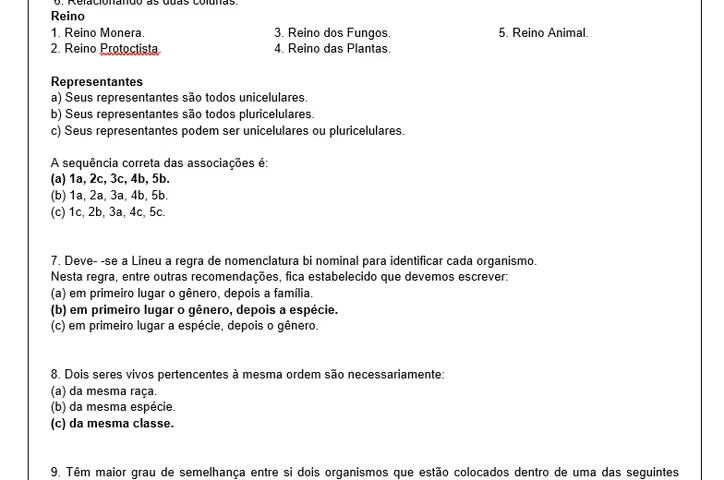 6. Relacionando as duas colunas:
Reino
1. Reino Monera. 3. Reino dos Fungos. 5. Reino Animal.
2. Reino Protoctista. 4. Reino das Plantas.
Representantes
a) Seus representantes são todos unicelulares.
b) Seus representantes são todos pluricelulares.
c) Seus representantes podem ser unicelulares ou pluricelulares.
A sequência correta das associações é:
(a) 1a, 2c, 3c, 4b, 5b.
(b) 1a, 2a, 3a, 4b, 5b.
(c) 1c, 2b, 3a, 4c, 5c.
7. Deve- -se a Lineu a regra de nomenclatura bi nominal para identificar cada organismo.
Nesta regra, entre outras recomendações, fica estabelecido que devemos escrever:
(a) em primeiro lugar o gênero, depois a família.
(b) em primeiro lugar o gênero, depois a espécie.
(c) em primeiro lugar a espécie, depois o gênero.
8. Dois seres vivos pertencentes à mesma ordem são necessariamente:
(a) da mesma raça.
(b) da mesma espécie.
(c) da mesma classe.
9. Têm maior grau de semelhança entre si dois organismos que estão colocados dentro de uma das seguintes